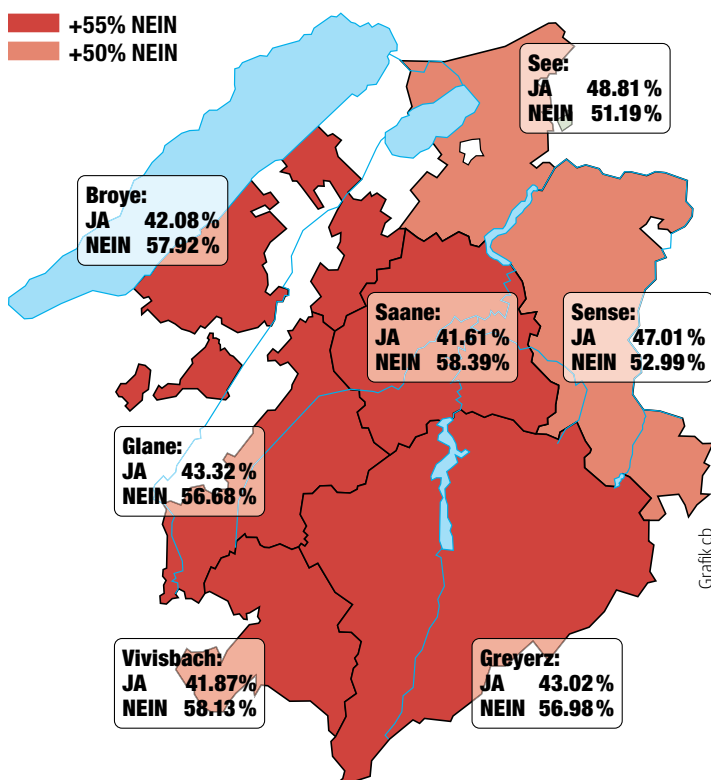 +55% NEIN
+50% NEIN
See:
JA 48.81%
NEIN 51.19%
Broye:
JA 42.08%
NEIN 57.92%
Saane:
JA 41.61%
NEIN 58.39%
Sense:
JA 47.01%
NEIN 52.99%
Glane:
JA 43.32%
NEIN 56.68%
Vivisbach:
JA 41.87%
NEIN 58.13%
Greyerz:
JA 43.02%
NEIN 56.98%
Grafik cb